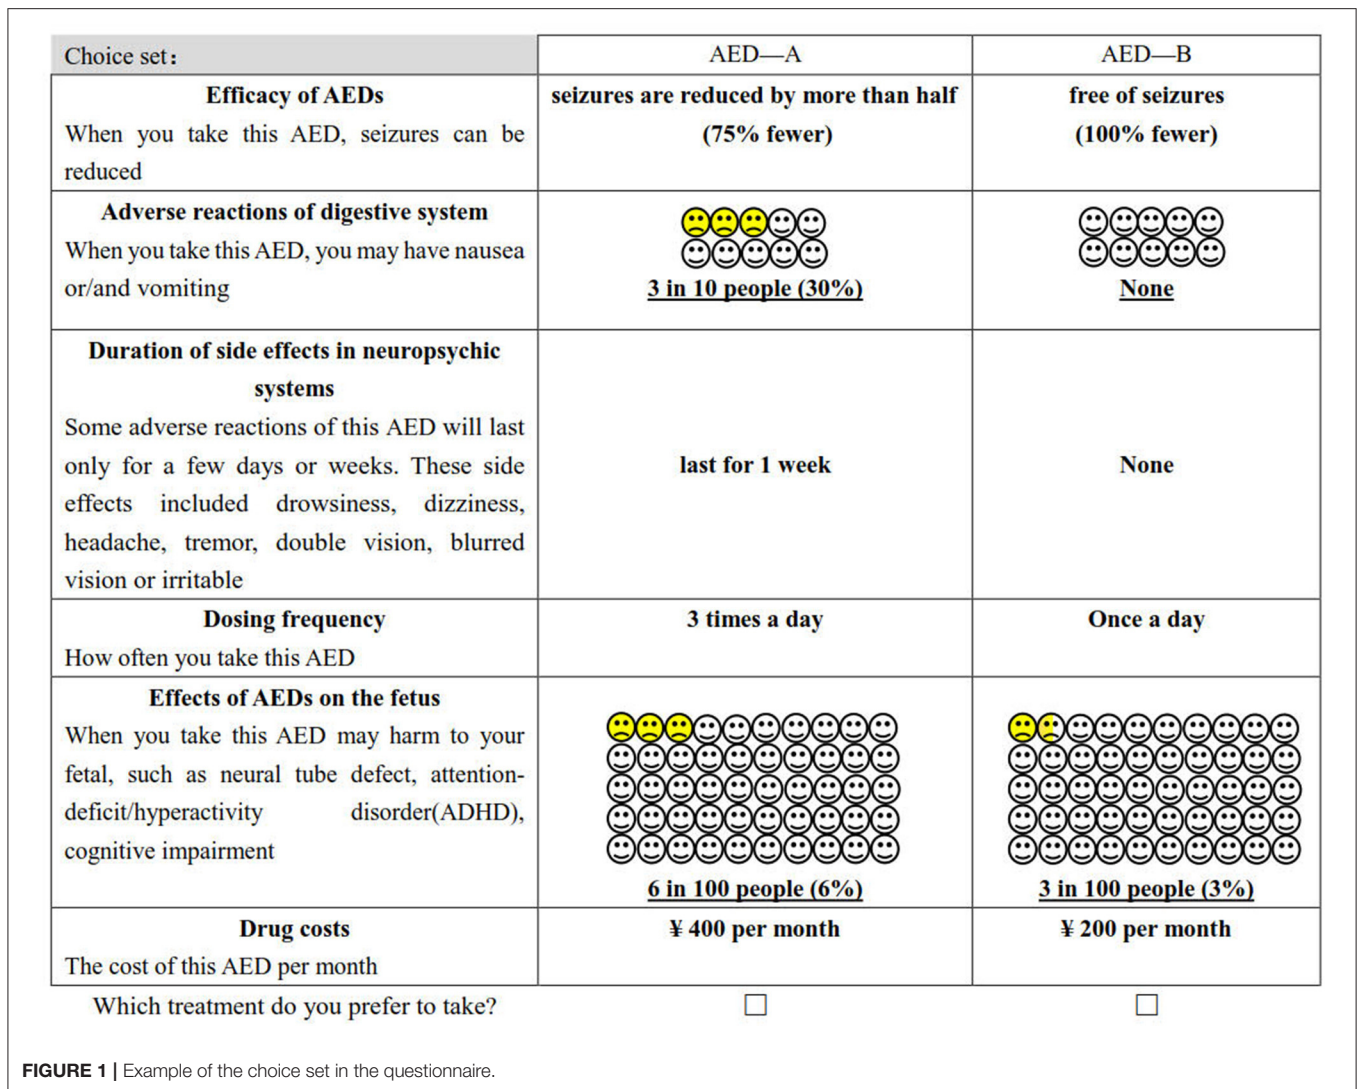 Choice set：
AED—A
AED—B
Efficacy of AEDs
When you take this AED, seizures can be
reduced
seizures are reduced by more than half
(75% fewer)
free of seizures
(100% fewer)
Adverse reactions of digestive system
When you take this AED, you may have nausea
or/and vomiting
3 in 10 people (30%)
None
Duration of side effects in neuropsychic
systems
Some adverse reactions of this AED will last
only for a few days or weeks. These side
effects included drowsiness, dizziness,
headache, tremor, double vision, blurred
vision or irritable
last for 1 week
None
Dosing frequency
How often you take this AED
3 times a day
Once a day
Effects of AEDs on the fetus
When you take this AED may harm to your
fetal, such as neural tube defect, attention-
deficit/hyperactivity disorder(ADHD),
cognitive impairment
6 in 100 people (6%)
3 in 100 people (3%)
Drug costs
The cost of this AED per month
¥ 400 per month
¥ 200 per month
Which treatment do you prefer to take?
FIGURE 1 | Example of the choice set in the questionnaire.